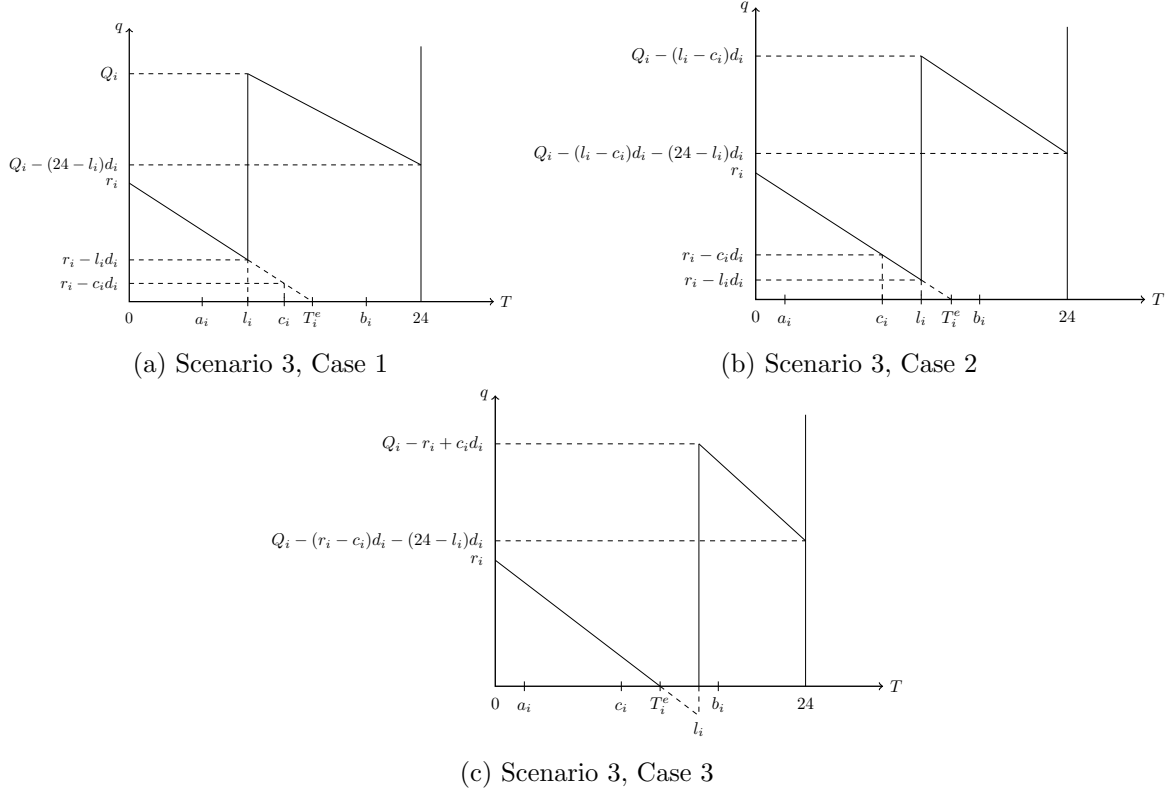 q
Q_i
Q_i − (24 − l_i)d_i
r_i
r_i − l_i d_i
r_i − c_i d_i
0 a_i l_i c_i T_i^e b_i 24 T
(a) Scenario 3, Case 1
q
Q_i − (l_i − c_i)d_i
Q_i − (l_i − c_i)d_i − (24 − l_i)d_i
r_i
r_i − c_i d_i
r_i − l_i d_i
0 a_i c_i l_i T_i^e b_i 24 T
(b) Scenario 3, Case 2
q
Q_i − r_i + c_i d_i
Q_i − (r_i − c_i)d_i − (24 − l_i)d_i
r_i
0 a_i c_i T_i^e b_i 24 T
l_i
(c) Scenario 3, Case 3